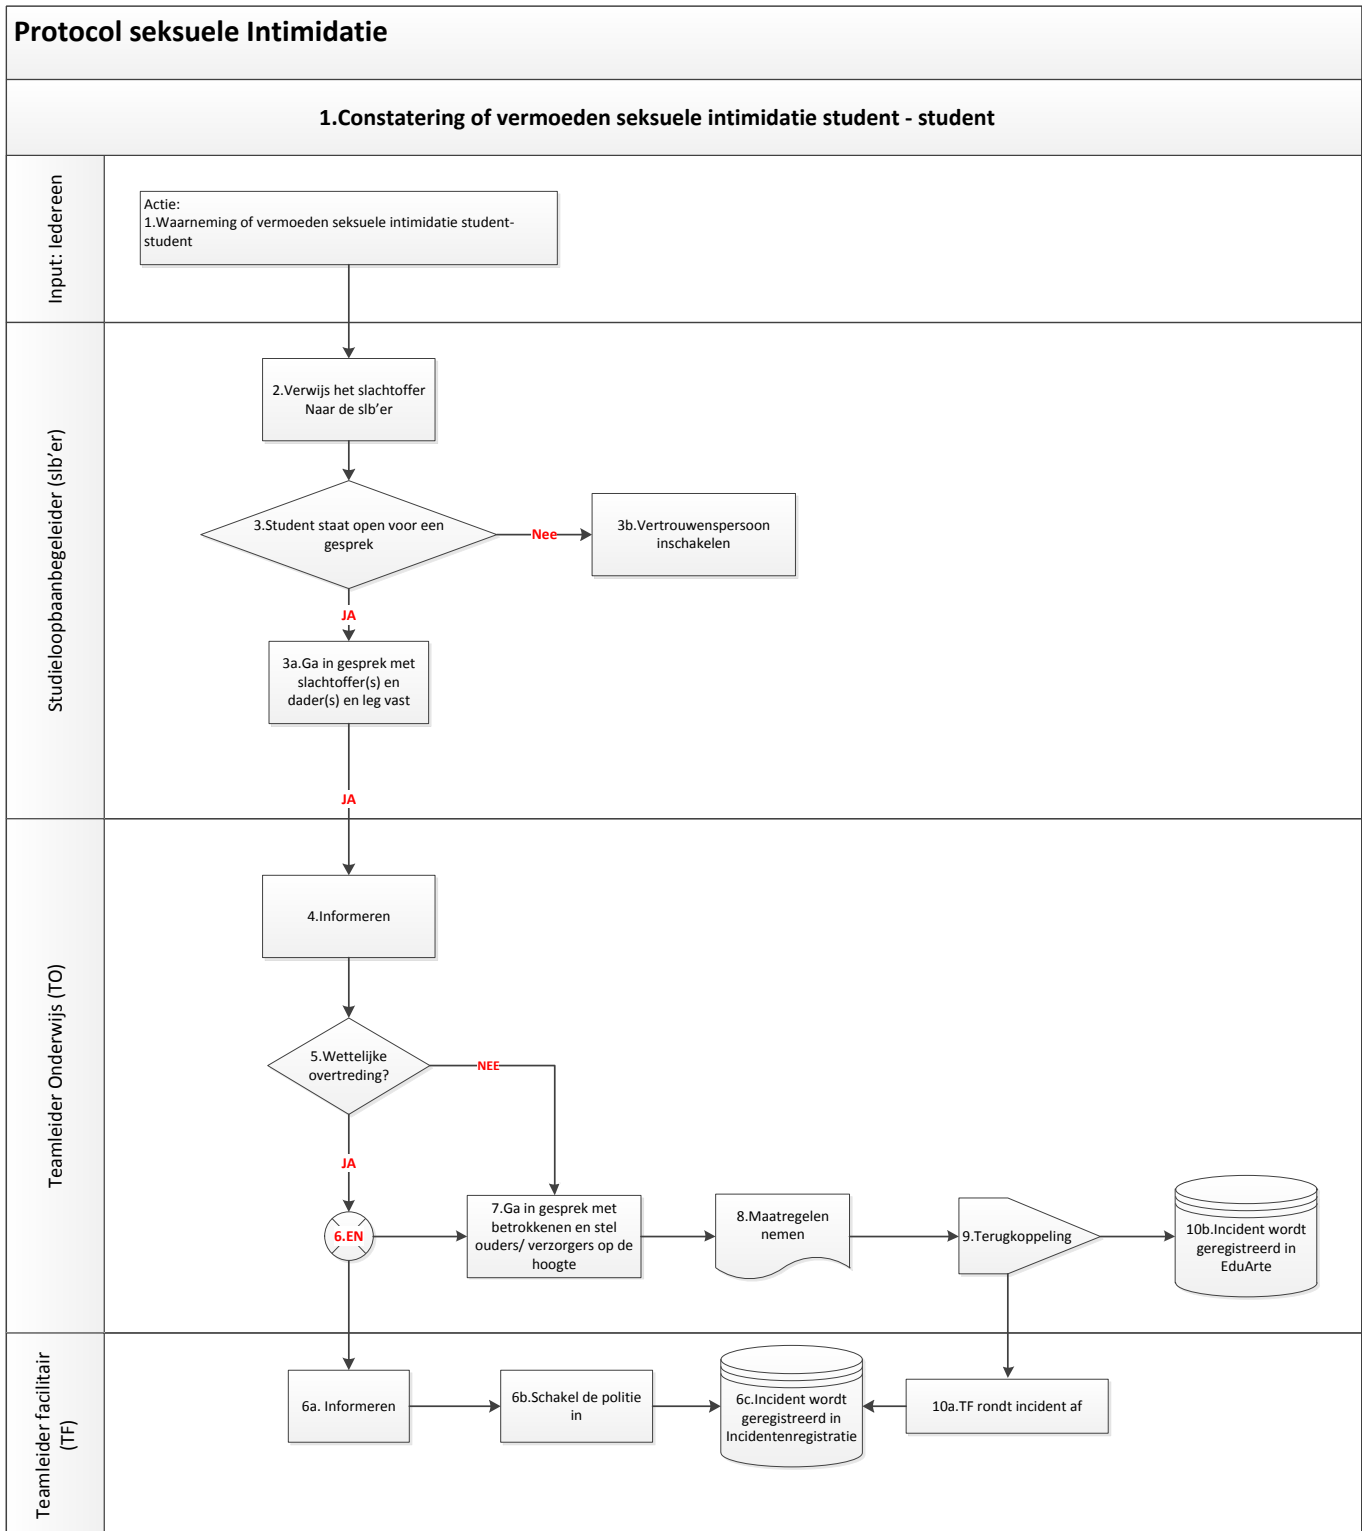 Protocol seksuele Intimidatie
1.Constatering of vermoeden seksuele intimidatie student - student
Input: Iedereen
Actie:
1.Waarneming of vermoeden seksuele intimidatie student-
student
Studieloopbaanbegeleider (slb'er)
2.Verwijs het slachtoffer
Naar de slb'er
3.Student staat open voor een
gesprek
Nee
3b.Vertrouwenspersoon
inschakelen
JA
3a.Ga in gesprek met
slachtoffer(s) en
dader(s) en leg vast
JA
Teamleider Onderwijs (TO)
4.Informeren
5.Wettelijke
overtreding?
NEE
JA
6.EN
7.Ga in gesprek met
betrokkenen en stel
ouders/ verzorgers op de
hoogte
8.Maatregelen
nemen
9.Terugkoppeling
10b.Incident wordt
geregistreerd in
EduArte
Teamleider facilitair
(TF)
6a. Informeren
6b.Schakel de politie
in
6c.Incident wordt
geregistreerd in
Incidentenregistratie
10a.TF rondt incident af